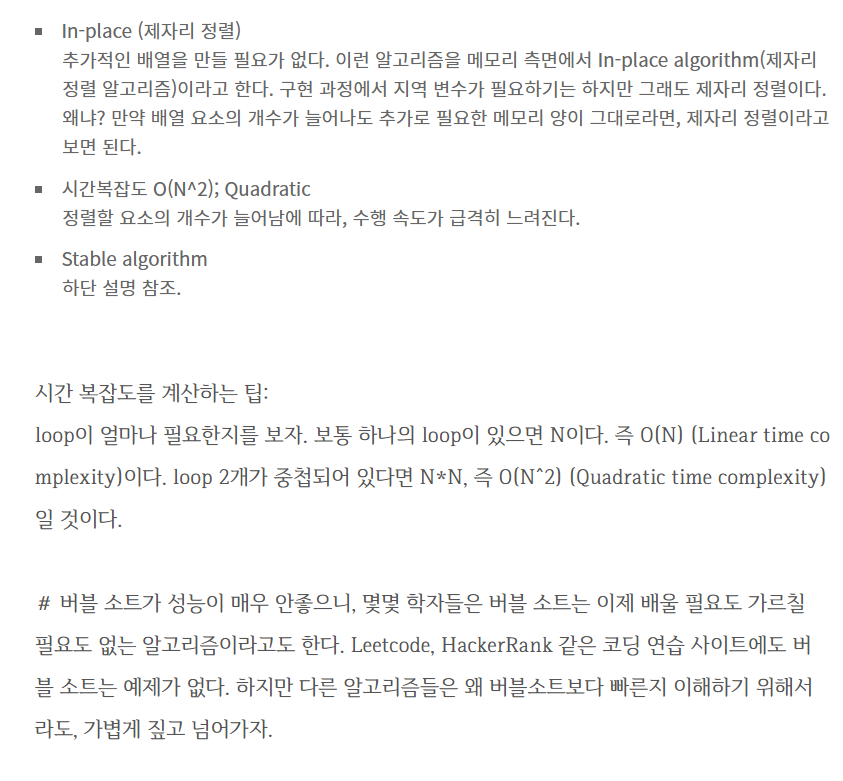 In-place (제자리 정렬)
추가적인 배열을 만들 필요가 없다. 이런 알고리즘을 메모리 측면에서 In-place algorithm(제자리
정렬 알고리즘)이라고 한다. 구현 과정에서 지역 변수가 필요하기는 하지만 그래도 제자리 정렬이다.
왜냐? 만약 배열 요소의 개수가 늘어나도 추가로 필요한 메모리 양이 그대로라면, 제자리 정렬이라고
보면 된다.
시간복잡도 O(N^2); Quadratic
정렬할 요소의 개수가 늘어남에 따라, 수행 속도가 급격히 느려진다.
Stable algorithm
하단 설명 참조.
시간 복잡도를 계산하는 팁:
loop이 얼마나 필요한지를 보자. 보통 하나의 loop이 있으면 N이다. 즉 O(N) (Linear time co
mplexity)이다. loop 2개가 중첩되어 있다면 N*N, 즉 O(N^2) (Quadratic time complexity)
일 것이다.
# 버블 소트가 성능이 매우 안좋으니, 몇몇 학자들은 버블 소트는 이제 배울 필요도 가르칠
필요도 없는 알고리즘이라고도 한다. Leetcode, HackerRank 같은 코딩 연습 사이트에도 버
블 소트는 예제가 없다. 하지만 다른 알고리즘들은 왜 버블소트보다 빠른지 이해하기 위해서
라도, 가볍게 짚고 넘어가자.